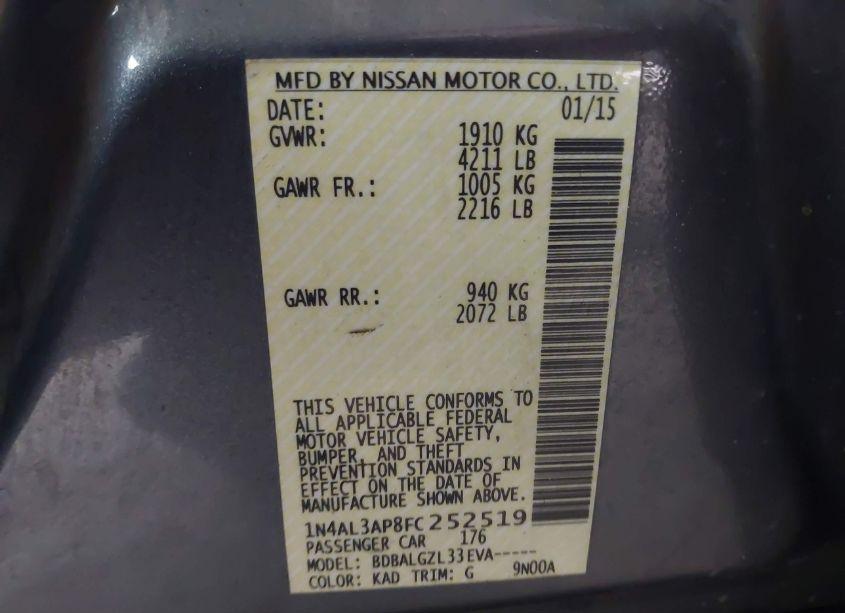 MFD BY NISSAN MOTOR CO., LTD.
DATE: 01/15
GVWR: 1910 KG
4211 LB
GAWR FR.: 1005 KG
2216 LB
GAWR RR.: 940 KG
2072 LB
THIS VEHICLE CONFORMS TO
ALL APPLICABLE FEDERAL
MOTOR VEHICLE SAFETY,
BUMPER, AND THEFT
PREVENTION STANDARDS IN
EFFECT ON THE DATE OF
MANUFACTURE SHOWN ABOVE.
1N4AL3AP8FC252519
PASSENGER CAR 176
MODEL: BDBALGZL33EVA-----
COLOR: KAD TRIM: G 9N00A